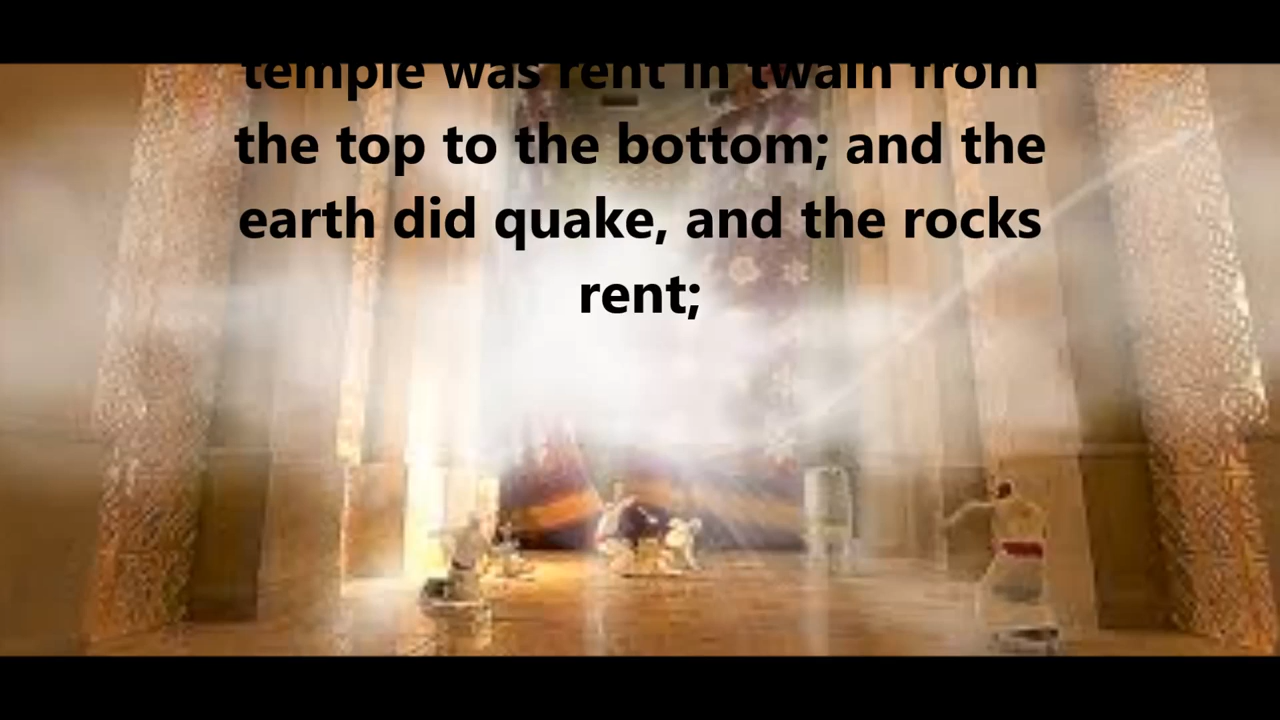 temple was rent in twain from
the top to the bottom; and the
earth did quake, and the rocks
rent;